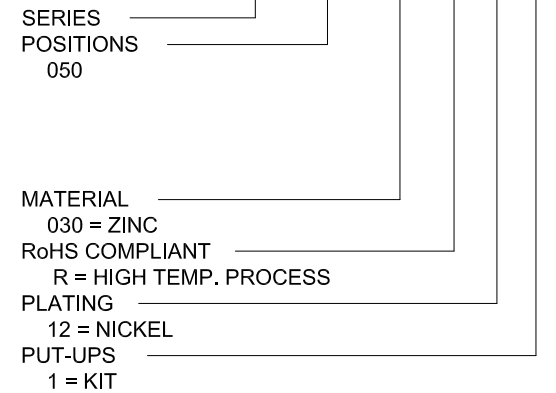 SERIES
POSITIONS
050
MATERIAL
030 = ZINC
RoHS COMPLIANT
R = HIGH TEMP. PROCESS
PLATING
12 = NICKEL
PUT-UPS
1 = KIT